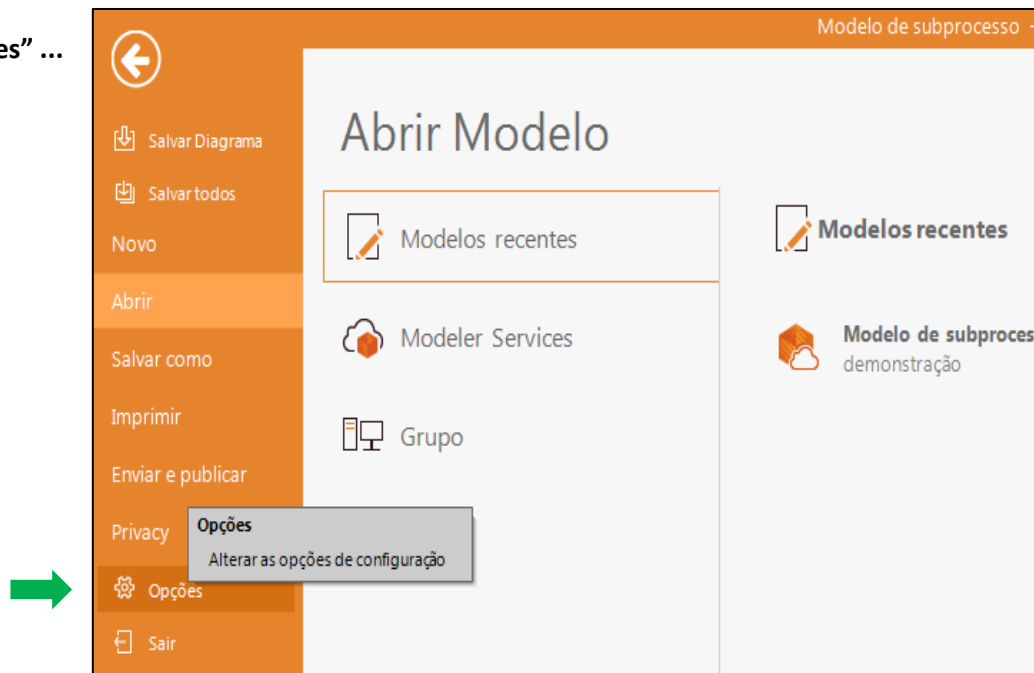 es” ...
Modelo de subprocesso -
Salvar Diagrama
Salvar todos
Novo
Abrir
Salvar como
Imprimir
Enviar e publicar
Privacy
Opções
Sair
Opções
Alterar as opções de configuração
Abrir Modelo
Modelos recentes
Modeler Services
Grupo
Modelos recentes
Modelo de subproces
demonstração